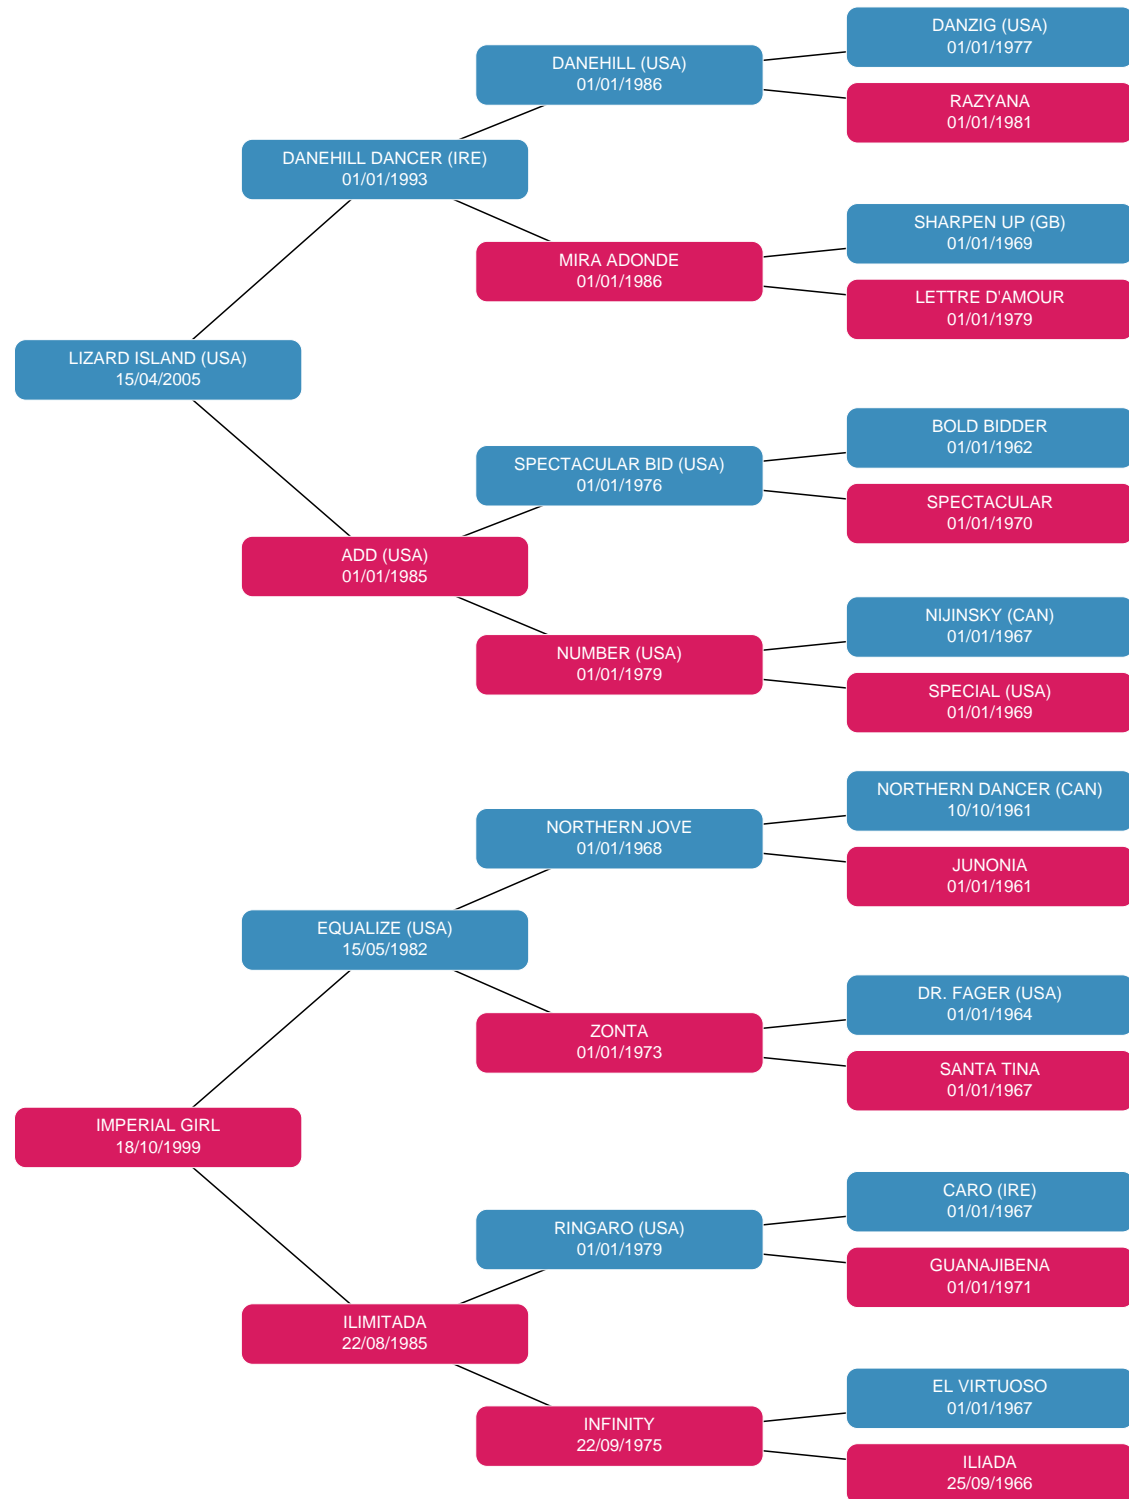 DANZIG (USA)
01/01/1977
DANEHILL (USA)
01/01/1986
RAZYANA
01/01/1981
DANEHILL DANCER (IRE)
01/01/1993
SHARPEN UP (GB)
01/01/1969
MIRA ADONDE
01/01/1986
LETTRE D'AMOUR
01/01/1979
LIZARD ISLAND (USA)
15/04/2005
BOLD BIDDER
01/01/1962
SPECTACULAR BID (USA)
01/01/1976
SPECTACULAR
01/01/1970
ADD (USA)
01/01/1985
NIJINSKY (CAN)
01/01/1967
NUMBER (USA)
01/01/1979
SPECIAL (USA)
01/01/1969
NORTHERN DANCER (CAN)
10/10/1961
NORTHERN JOVE
01/01/1968
JUNONIA
01/01/1961
EQUALIZE (USA)
15/05/1982
DR. FAGER (USA)
01/01/1964
ZONTA
01/01/1973
SANTA TINA
01/01/1967
IMPERIAL GIRL
18/10/1999
CARO (IRE)
01/01/1967
RINGARO (USA)
01/01/1979
GUANAJIBENA
01/01/1971
ILIMITADA
22/08/1985
EL VIRTUOSO
01/01/1967
INFINITY
22/09/1975
ILIADA
25/09/1966